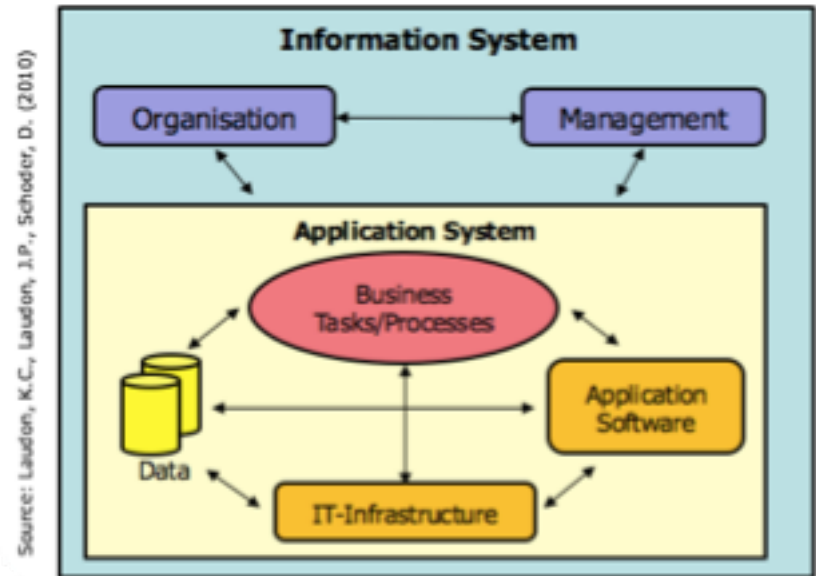 Information System
Organisation
Management
Application System
Business
Tasks/Processes
Application
Software
Data
IT-Infrastructure
Source: Laudon, K.C., Laudon, J.P., Schoder, D. (2010)